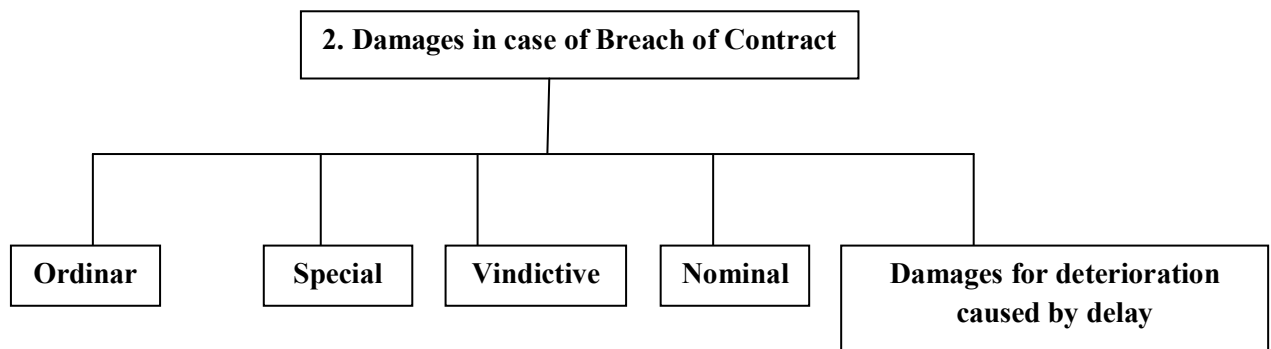 2. Damages in case of Breach of Contract
Ordinar
Special
Vindictive
Nominal
Damages for deterioration
caused by delay